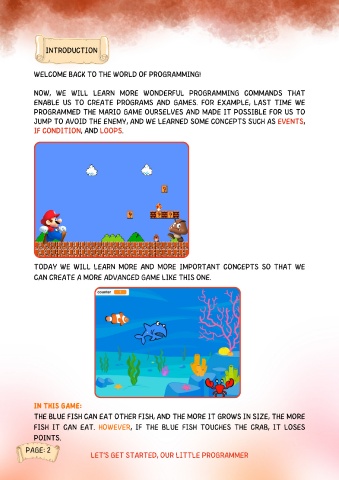 INTRODUCTION
WELCOME BACK TO THE WORLD OF PROGRAMMING!
NOW, WE WILL LEARN MORE WONDERFUL PROGRAMMING COMMANDS THAT
ENABLE US TO CREATE PROGRAMS AND GAMES. FOR EXAMPLE, LAST TIME WE
PROGRAMMED THE MARIO GAME OURSELVES AND MADE IT POSSIBLE FOR US TO
JUMP TO AVOID THE ENEMY, AND WE LEARNED SOME CONCEPTS SUCH AS EVENTS,
IF CONDITION, AND LOOPS.
TODAY WE WILL LEARN MORE AND MORE IMPORTANT CONCEPTS SO THAT WE
CAN CREATE A MORE ADVANCED GAME LIKE THIS ONE.
counter
IN THIS GAME:
THE BLUE FISH CAN EAT OTHER FISH, AND THE MORE IT GROWS IN SIZE, THE MORE
FISH IT CAN EAT. HOWEVER, IF THE BLUE FISH TOUCHES THE CRAB, IT LOSES
POINTS.
PAGE: 2
LET'S GET STARTED, OUR LITTLE PROGRAMMER